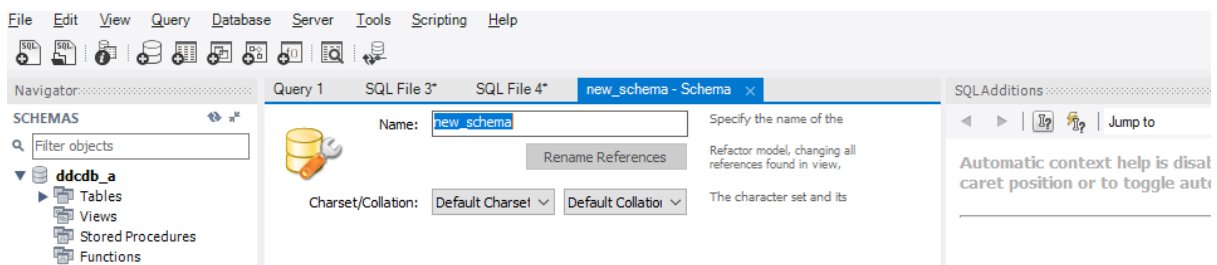 File Edit View Query Database Server Tools Scripting Help
SQL SQL
Navigator
Query 1 SQL File 3* SQL File 4* new_schema - Schema
SQLAdditions
SCHEMAS
Filter objects
ddcdb_a
Tables
Views
Stored Procedures
Functions
Name: new_schema
Specify the name of the
Rename References
Refactor model, changing all
references found in view,
Charset/Collation: Default Charset Default Collation
The character set and its
Jump to
Automatic context help is disab
caret position or to toggle auto